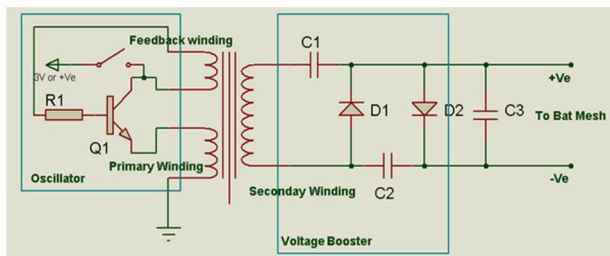 Feedback winding
C1
3V or +Ve
+Ve
R1
D1
D2
C3
To Bat Mesh
Q1
Primary Winding
Oscillator
Seconday Winding
C2
-Ve
Voltage Booster